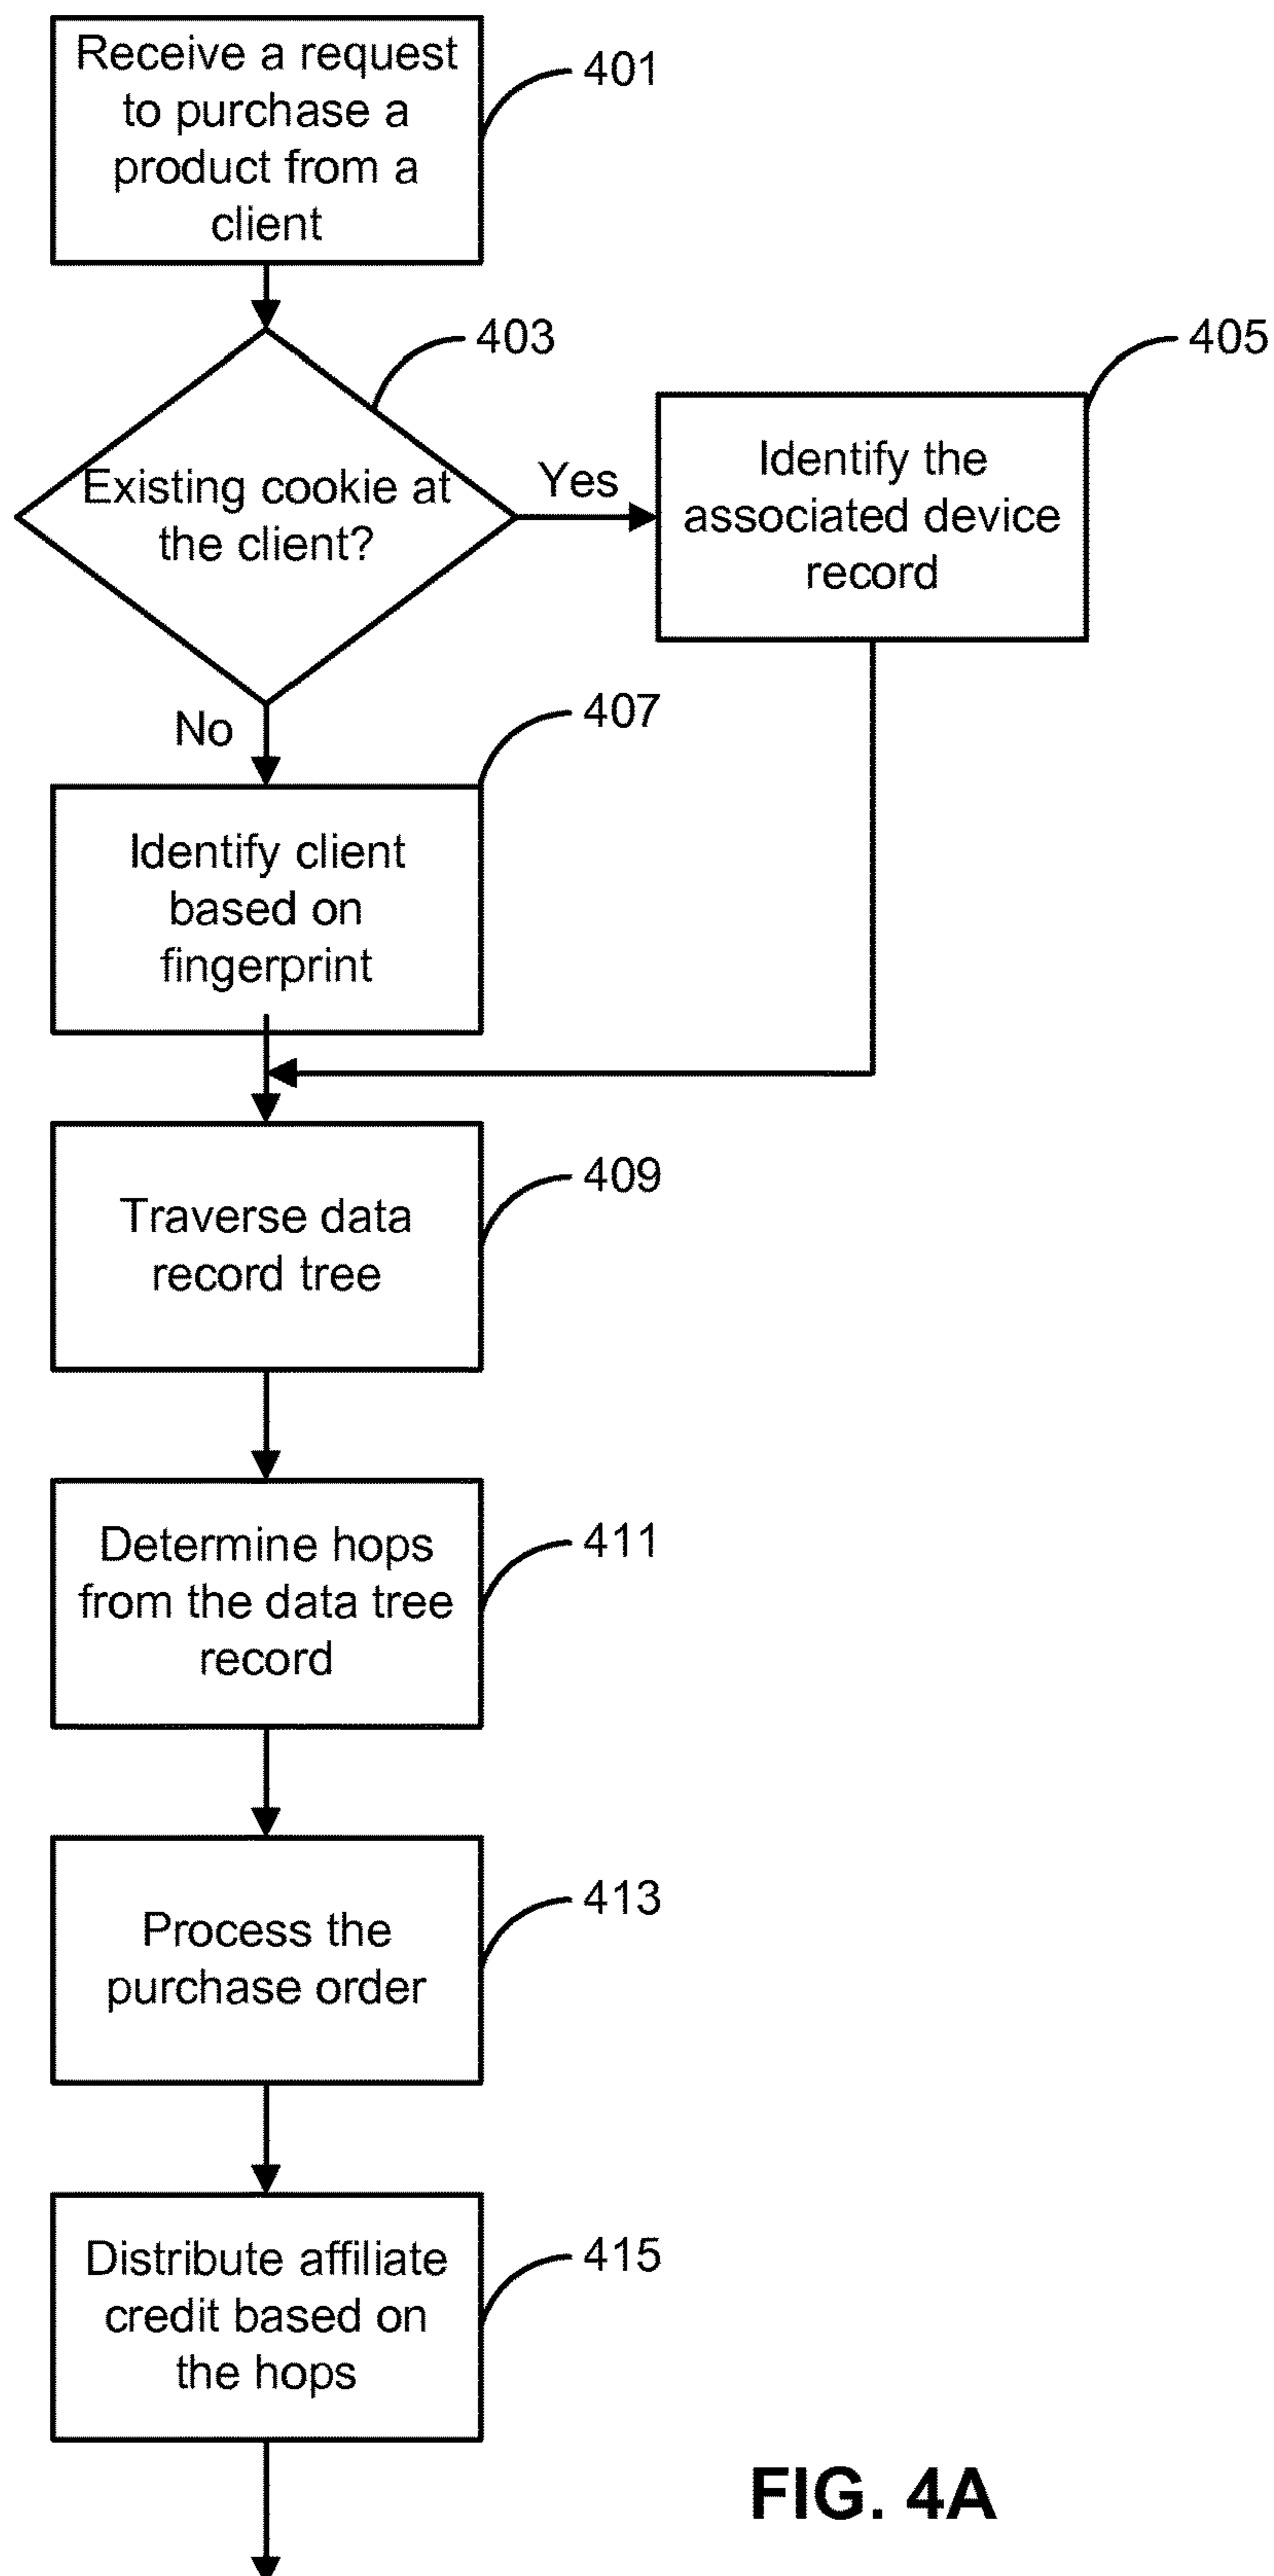 Receive a request
to purchase a
product from a
client
401
403
405
Existing cookie at
the client?
Yes
Identify the
associated device
record
No
407
Identify client
based on
fingerprint
409
Traverse data
record tree
Determine hops
from the data tree
record
411
Process the
purchase order
413
Distribute affiliate
credit based on
the hops
415
FIG. 4A